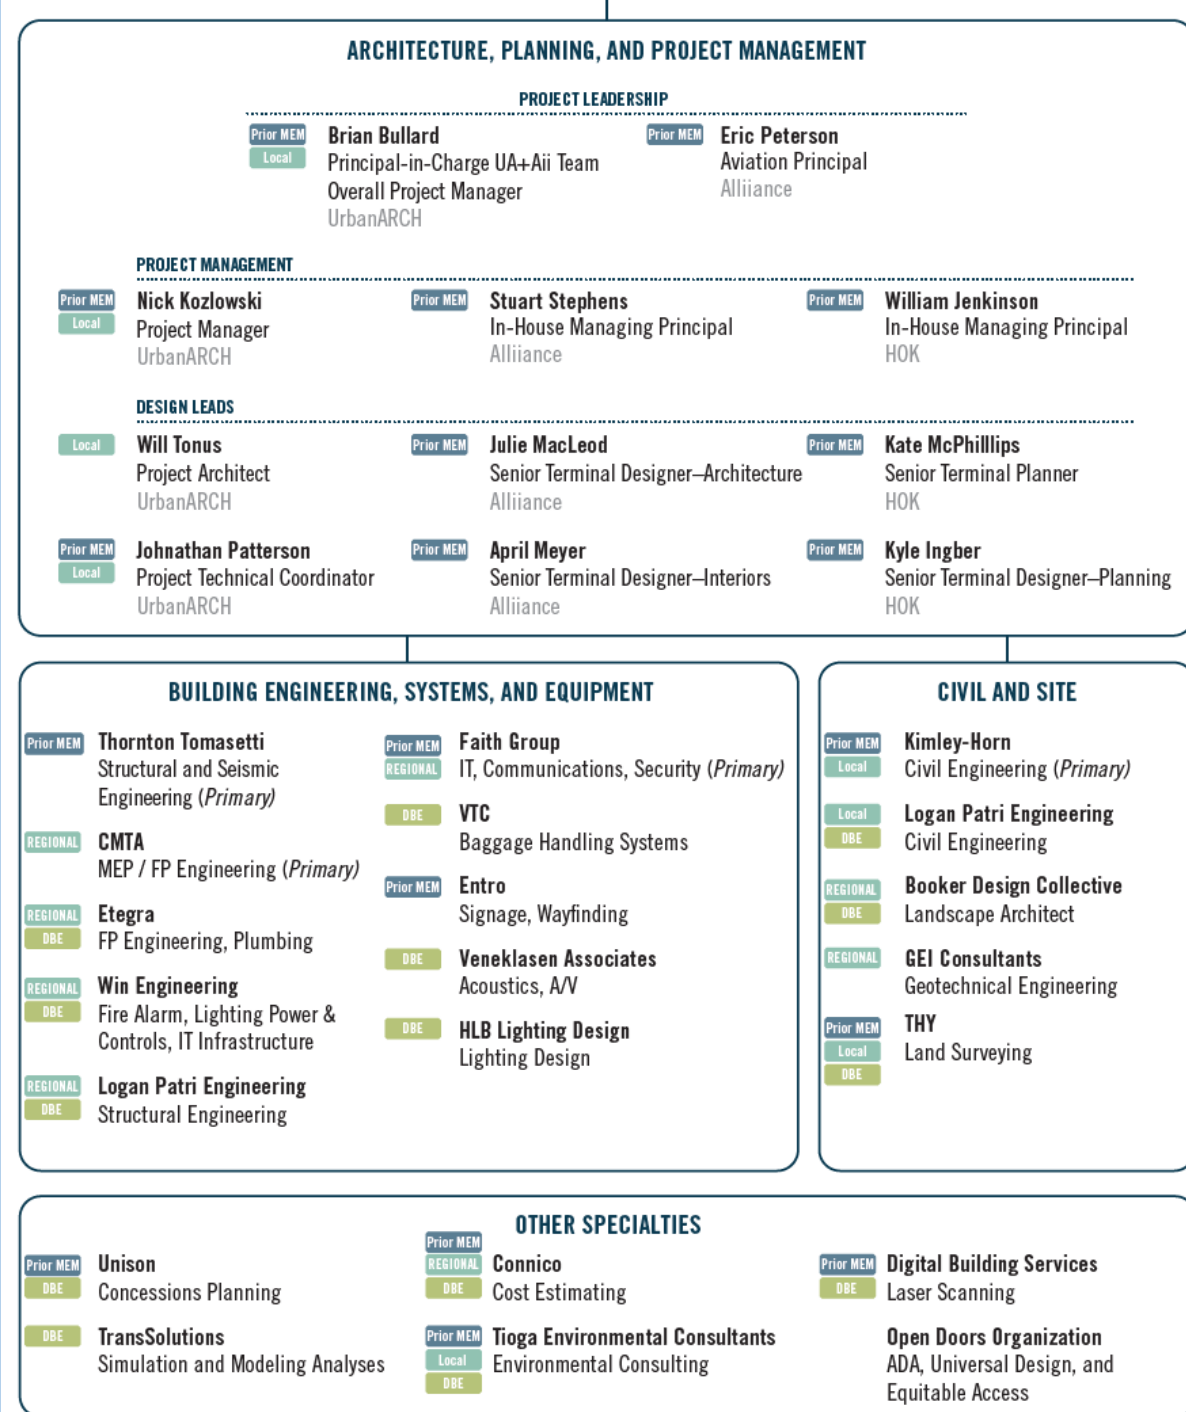 ARCHITECTURE, PLANNING, AND PROJECT MANAGEMENT
PROJECT LEADERSHIP
Prior MEM
Local
Brian Bullard
Principal-in-Charge UA+Aii Team
Overall Project Manager
UrbanARCH
Prior MEM
Eric Peterson
Aviation Principal
Alliiance
PROJECT MANAGEMENT
Prior MEM
Local
Nick Kozlowski
Project Manager
UrbanARCH
Prior MEM
Stuart Stephens
In-House Managing Principal
Alliiance
Prior MEM
William Jenkinson
In-House Managing Principal
HOK
DESIGN LEADS
Local
Will Tonus
Project Architect
UrbanARCH
Prior MEM
Julie MacLeod
Senior Terminal Designer–Architecture
Alliiance
Prior MEM
Kate McPhilllips
Senior Terminal Planner
HOK
Prior MEM
Local
Johnathan Patterson
Project Technical Coordinator
UrbanARCH
Prior MEM
April Meyer
Senior Terminal Designer–Interiors
Alliiance
Prior MEM
Kyle Ingber
Senior Terminal Designer–Planning
HOK
BUILDING ENGINEERING, SYSTEMS, AND EQUIPMENT
Prior MEM
Thornton Tomasetti
Structural and Seismic
Engineering (Primary)
REGIONAL
CMTA
MEP / FP Engineering (Primary)
REGIONAL
DBE
Etegra
FP Engineering, Plumbing
REGIONAL
DBE
Win Engineering
Fire Alarm, Lighting Power &
Controls, IT Infrastructure
REGIONAL
DBE
Logan Patri Engineering
Structural Engineering
Prior MEM
REGIONAL
Faith Group
IT, Communications, Security (Primary)
DBE
VTC
Baggage Handling Systems
Prior MEM
Entro
Signage, Wayfinding
DBE
Veneklasen Associates
Acoustics, A/V
DBE
HLB Lighting Design
Lighting Design
CIVIL AND SITE
Prior MEM
Local
Kimley-Horn
Civil Engineering (Primary)
Local
DBE
Logan Patri Engineering
Civil Engineering
REGIONAL
DBE
Booker Design Collective
Landscape Architect
REGIONAL
GEI Consultants
Geotechnical Engineering
Prior MEM
Local
DBE
THY
Land Surveying
OTHER SPECIALTIES
Prior MEM
DBE
Unison
Concessions Planning
DBE
TransSolutions
Simulation and Modeling Analyses
Prior MEM
REGIONAL
DBE
Connico
Cost Estimating
Prior MEM
Local
DBE
Tioga Environmental Consultants
Environmental Consulting
Prior MEM
DBE
Digital Building Services
Laser Scanning
Open Doors Organization
ADA, Universal Design, and
Equitable Access